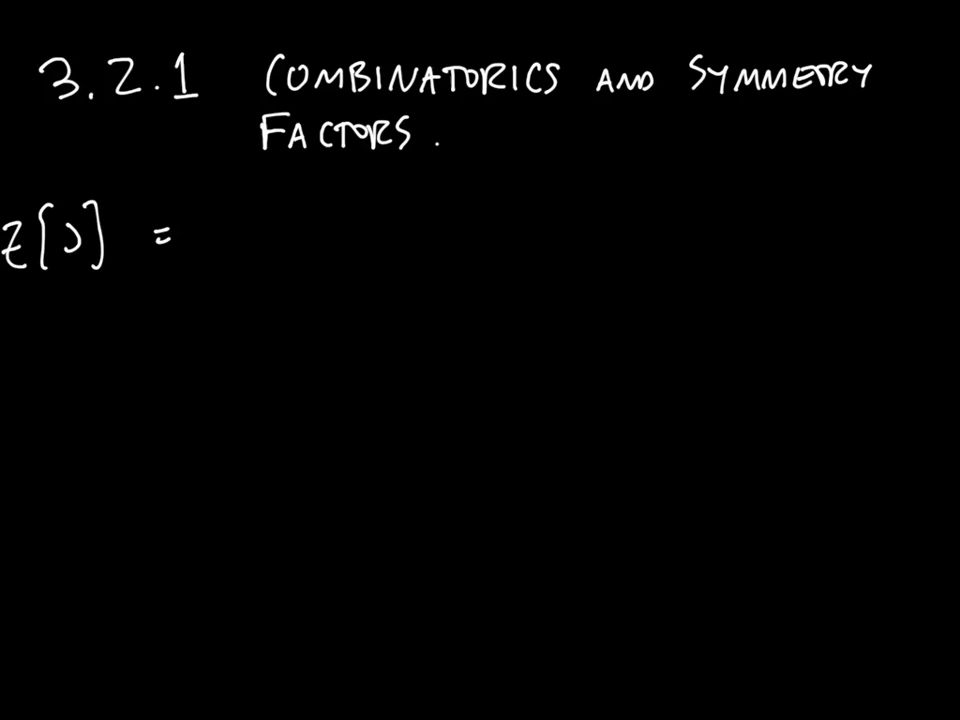 3.2.1 COMBINATORICS AND SYMMETRY
FACTORS.
Z[J] =